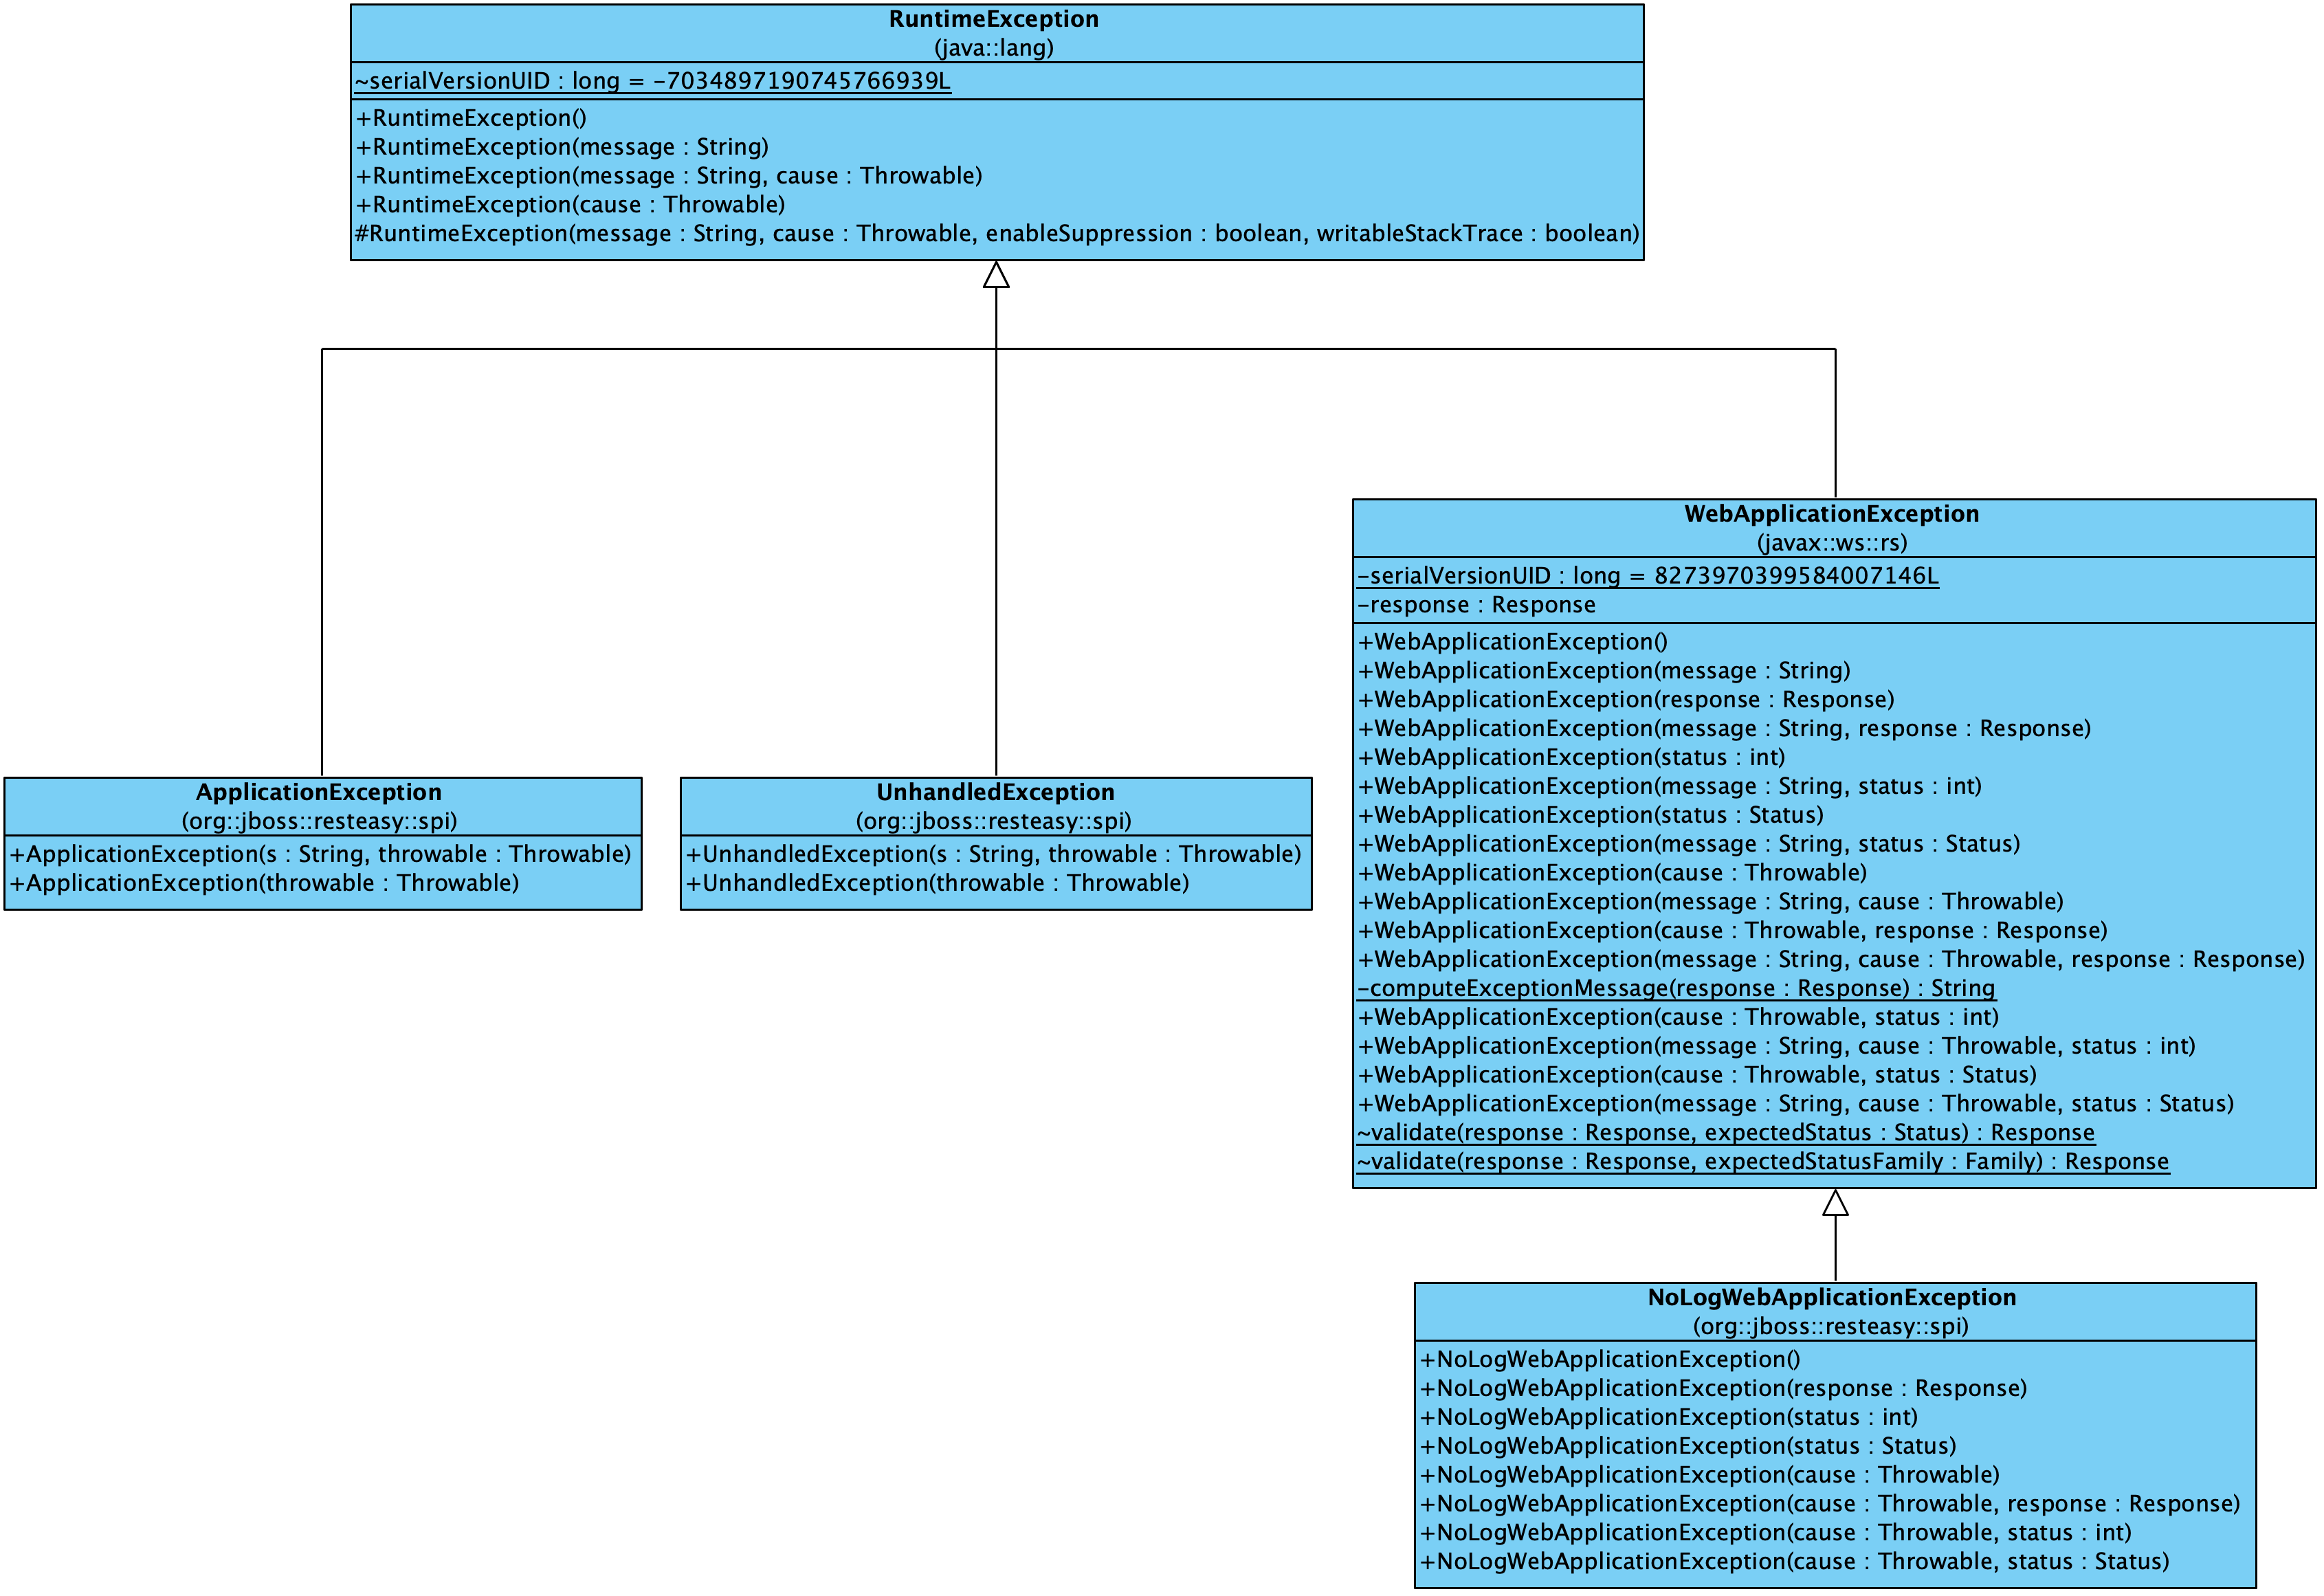 RuntimeException
(java::lang)
~serialVersionUID : long = -7034897190745766939L
+RuntimeException()
+RuntimeException(message : String)
+RuntimeException(message : String, cause : Throwable)
+RuntimeException(cause : Throwable)
#RuntimeException(message : String, cause : Throwable, enableSuppression : boolean, writableStackTrace : boolean)
ApplicationException
(org::jboss::resteasy::spi)
+ApplicationException(s : String, throwable : Throwable)
+ApplicationException(throwable : Throwable)
UnhandledException
(org::jboss::resteasy::spi)
+UnhandledException(s : String, throwable : Throwable)
+UnhandledException(throwable : Throwable)
WebApplicationException
(javax::ws::rs)
-serialVersionUID : long = 8273970399584007146L
-response : Response
+WebApplicationException()
+WebApplicationException(message : String)
+WebApplicationException(response : Response)
+WebApplicationException(message : String, response : Response)
+WebApplicationException(status : int)
+WebApplicationException(message : String, status : int)
+WebApplicationException(status : Status)
+WebApplicationException(message : String, status : Status)
+WebApplicationException(cause : Throwable)
+WebApplicationException(message : String, cause : Throwable)
+WebApplicationException(cause : Throwable, response : Response)
+WebApplicationException(message : String, cause : Throwable, response : Response)
-computeExceptionMessage(response : Response) : String
+WebApplicationException(cause : Throwable, status : int)
+WebApplicationException(message : String, cause : Throwable, status : int)
+WebApplicationException(cause : Throwable, status : Status)
+WebApplicationException(message : String, cause : Throwable, status : Status)
~validate(response : Response, expectedStatus : Status) : Response
~validate(response : Response, expectedStatusFamily : Family) : Response
NoLogWebApplicationException
(org::jboss::resteasy::spi)
+NoLogWebApplicationException()
+NoLogWebApplicationException(response : Response)
+NoLogWebApplicationException(status : int)
+NoLogWebApplicationException(status : Status)
+NoLogWebApplicationException(cause : Throwable)
+NoLogWebApplicationException(cause : Throwable, response : Response)
+NoLogWebApplicationException(cause : Throwable, status : int)
+NoLogWebApplicationException(cause : Throwable, status : Status)